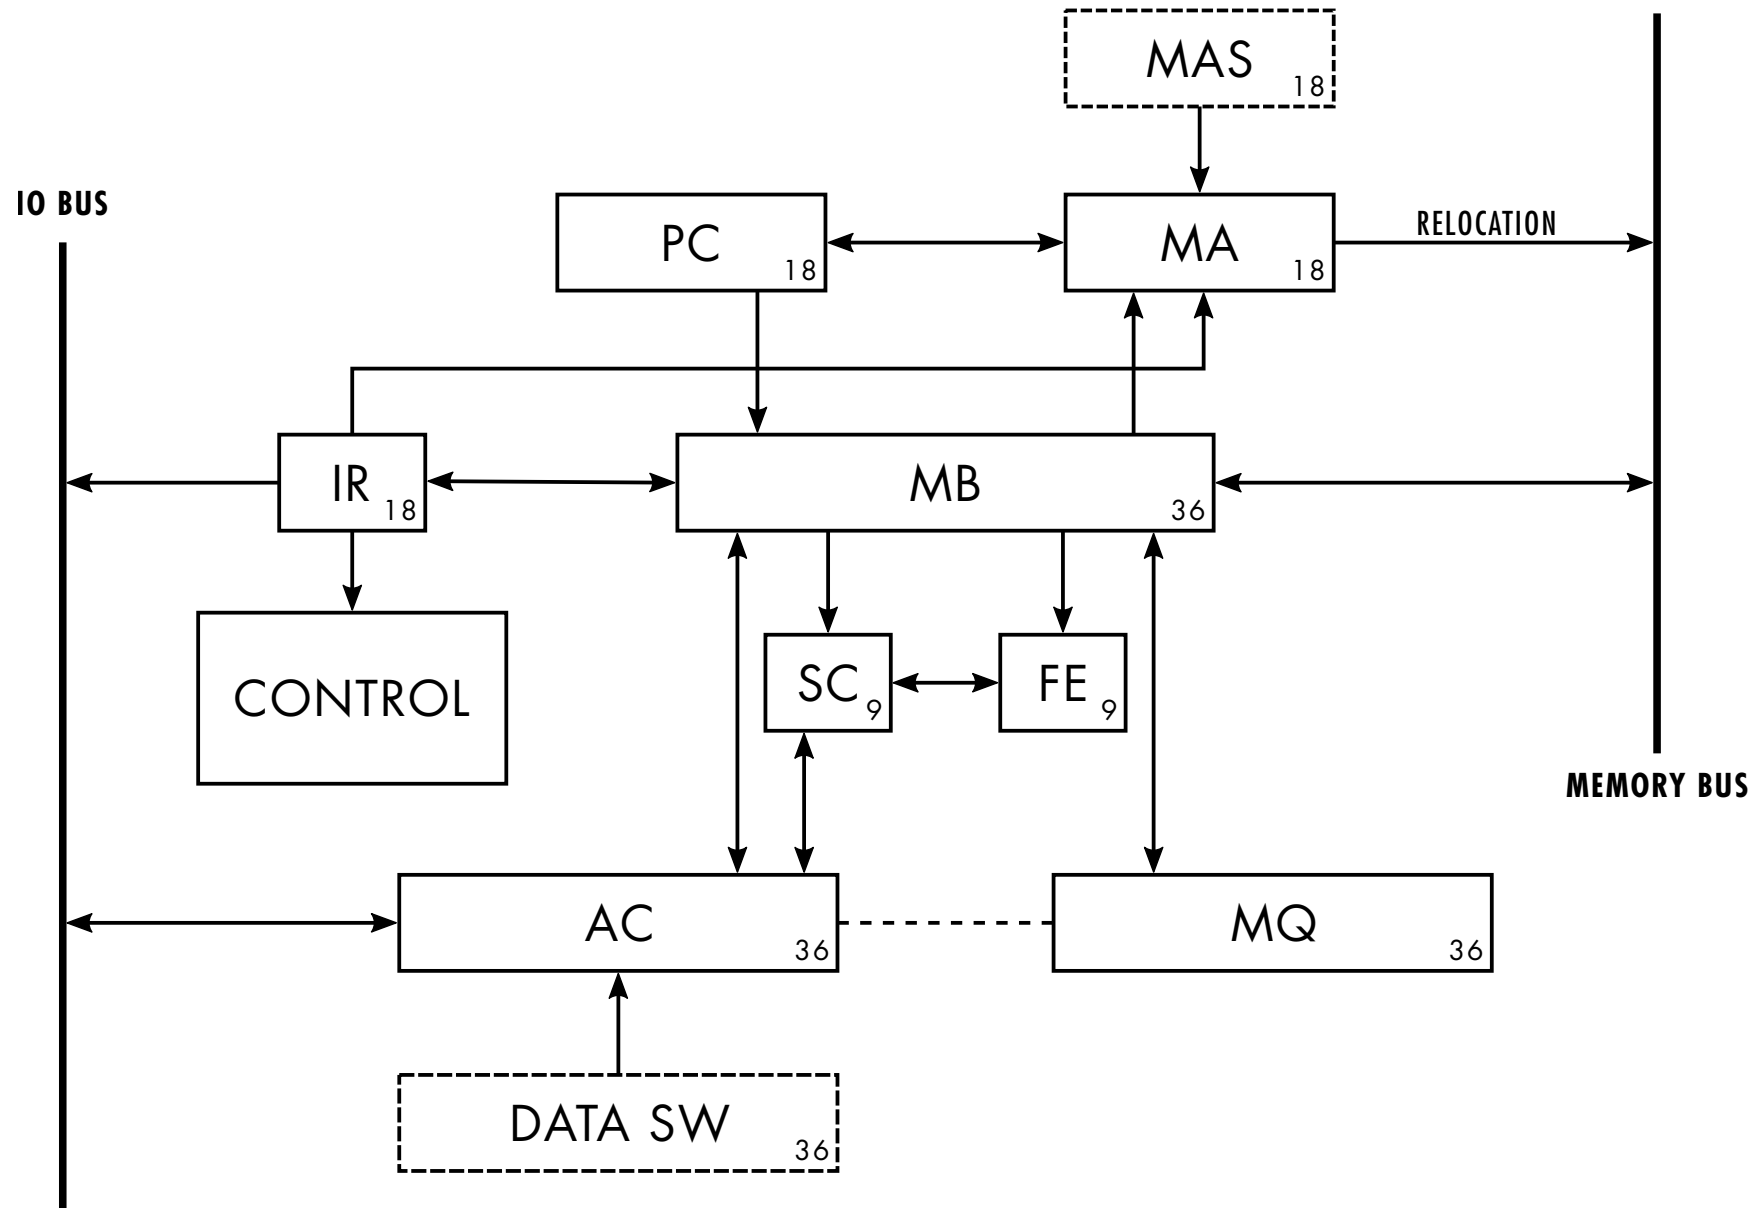 MAS
18
IO BUS
PC
18
MA
18
RELOCATION
IR
18
MB
36
CONTROL
SC
9
FE
9
MEMORY BUS
AC
36
MQ
36
DATA SW
36